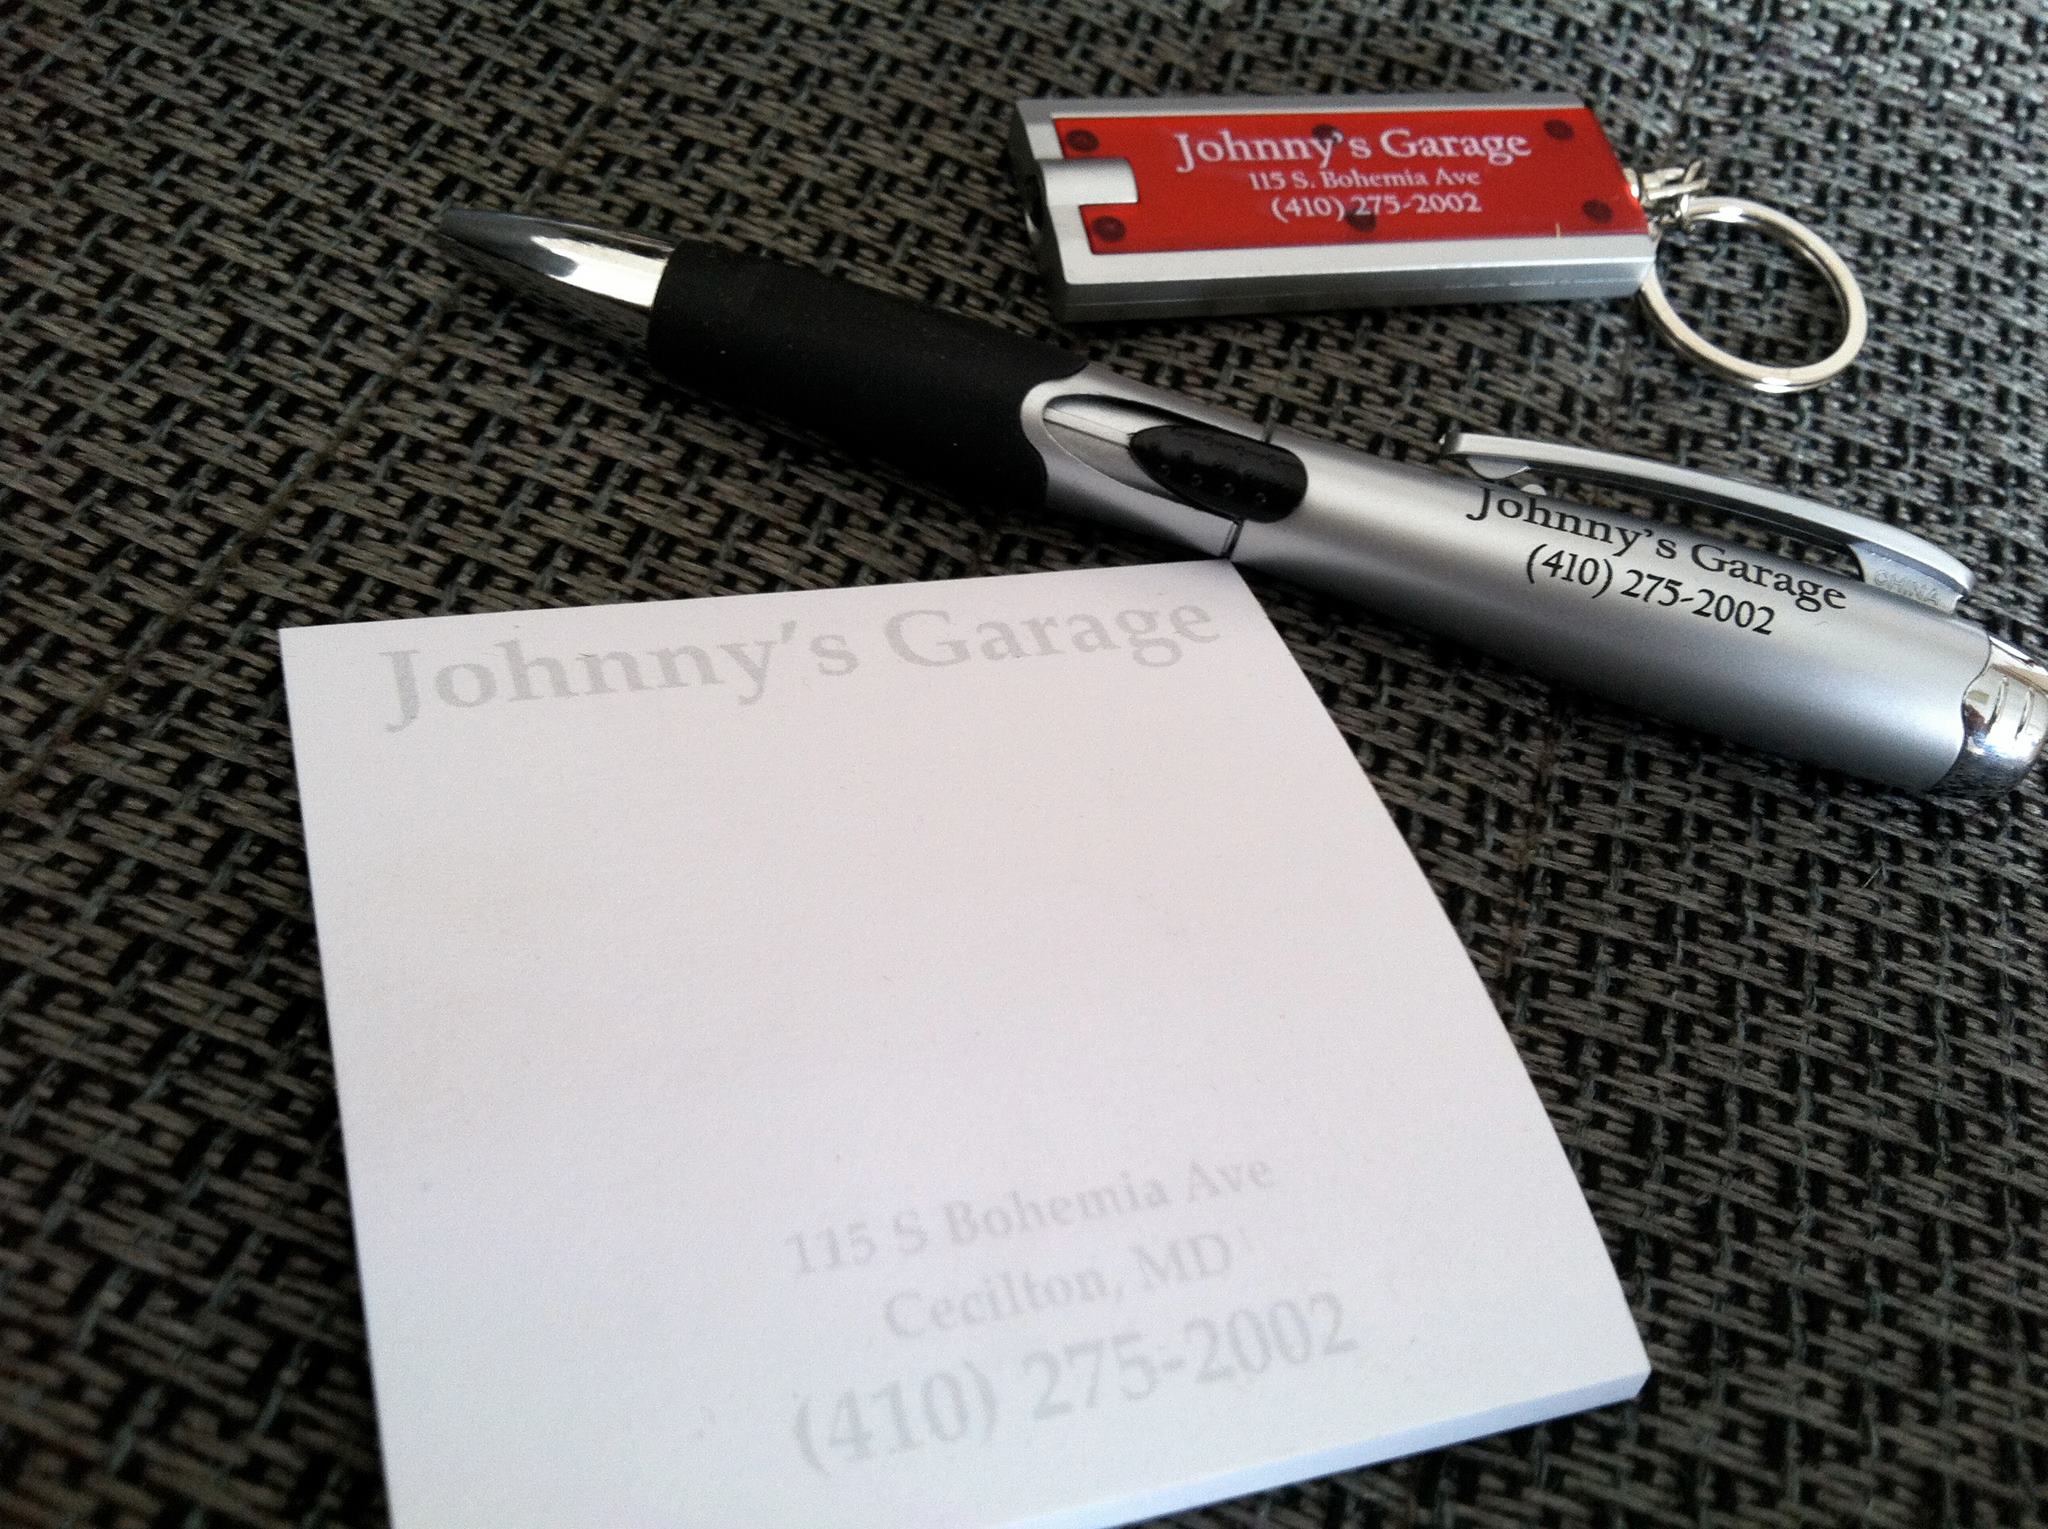 Johnny's Garage
115 S. Bohemia Ave
(410) 275-2002
Johnny's Garage
(410) 275-2002
CHINA
Johnny's Garage
115 S Bohemia Ave
Cecilton, MD
(410) 275-2002